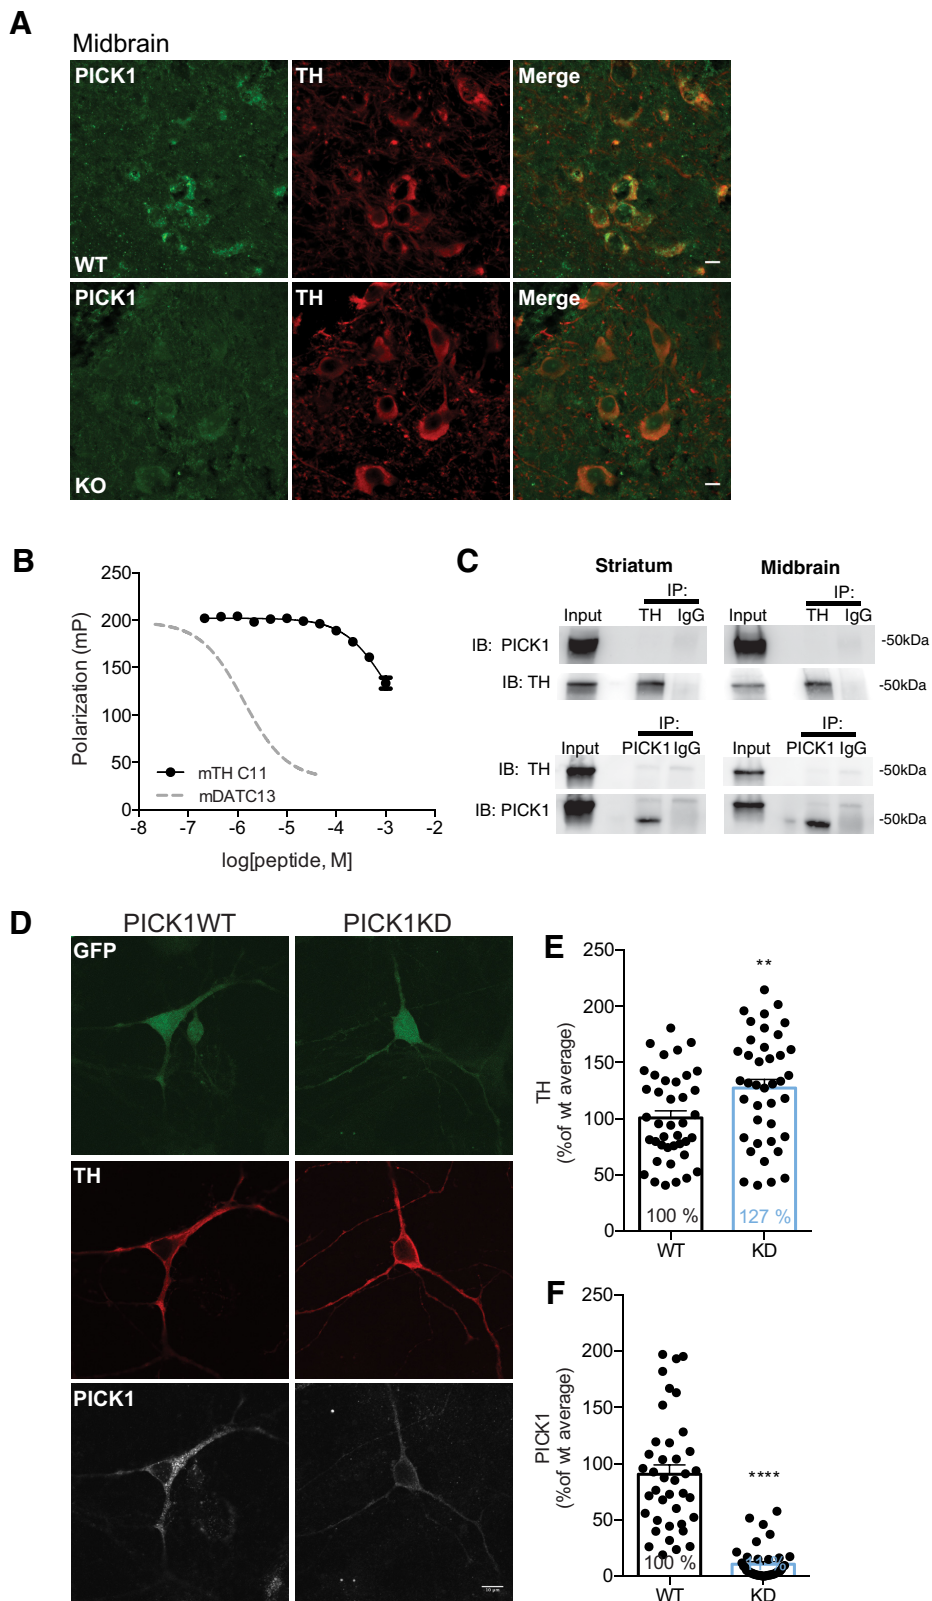 A
Midbrain
PICK1 TH Merge
WT
PICK1 TH Merge
KO
B
Polarization (mP)
250
200
150
100
50
0
mTH C11
mDATC13
-8 -7 -6 -5 -4 -3 -2
log[peptide, M]
C
Striatum Midbrain
IP: IP:
Input TH IgG Input TH IgG
IB: PICK1 -50kDa
IB: TH -50kDa
IP: IP:
Input PICK1 IgG Input PICK1 IgG
IB: TH -50kDa
IB: PICK1 -50kDa
D
PICK1WT PICK1KD
GFP
TH
PICK1
10 µm
E
TH
(%of wt average)
250
200
150
100
50
0
**
100 % 127 %
WT KD
F
PICK1
(%of wt average)
250
200
150
100
50
0
****
100 %
WT KD